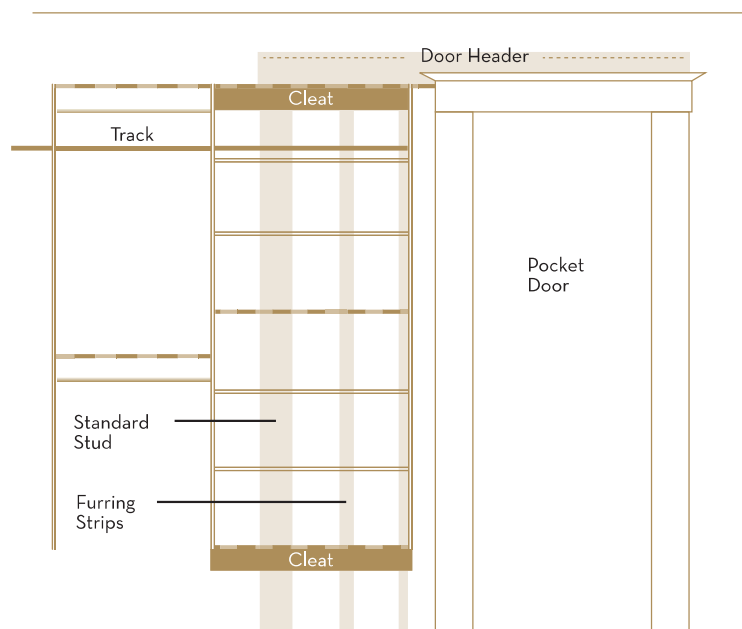 Door Header
Cleat
Track
Pocket
Door
Standard
Stud
Furring
Strips
Cleat